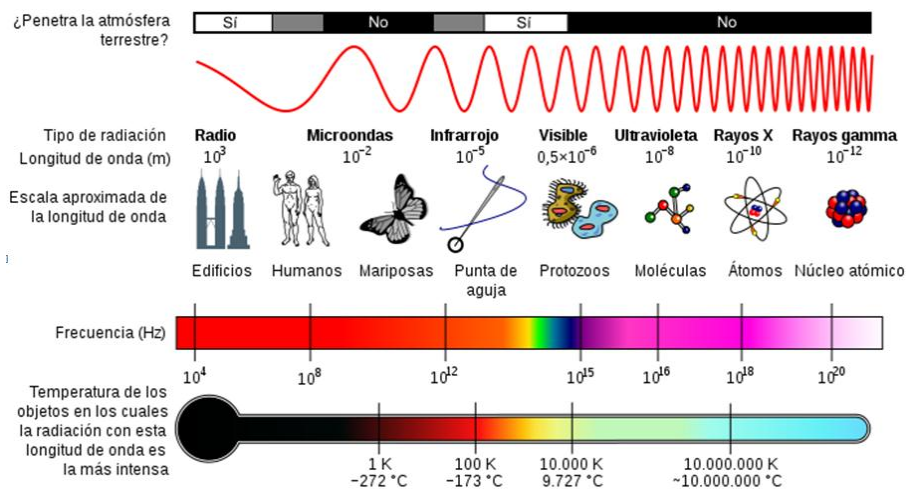 ¿Penetra la atmósfera
terrestre?
Sí No Sí No
Tipo de radiación Radio Microondas Infrarrojo Visible Ultravioleta Rayos X Rayos gamma
Longitud de onda (m) 10³ 10⁻² 10⁻⁵ 0,5×10⁻⁶ 10⁻⁸ 10⁻¹⁰ 10⁻¹²
Escala aproximada de
la longitud de onda
Edificios Humanos Mariposas Punta de Protozoos Moléculas Átomos Núcleo atómico
aguja
Frecuencia (Hz)
10⁴ 10⁸ 10¹² 10¹⁵ 10¹⁶ 10¹⁸ 10²⁰
Temperatura de los
objetos en los cuales
la radiación con esta
longitud de onda es
la más intensa
1 K 100 K 10.000 K 10.000.000 K
−272 °C −173 °C 9.727 °C ~10.000.000 °C